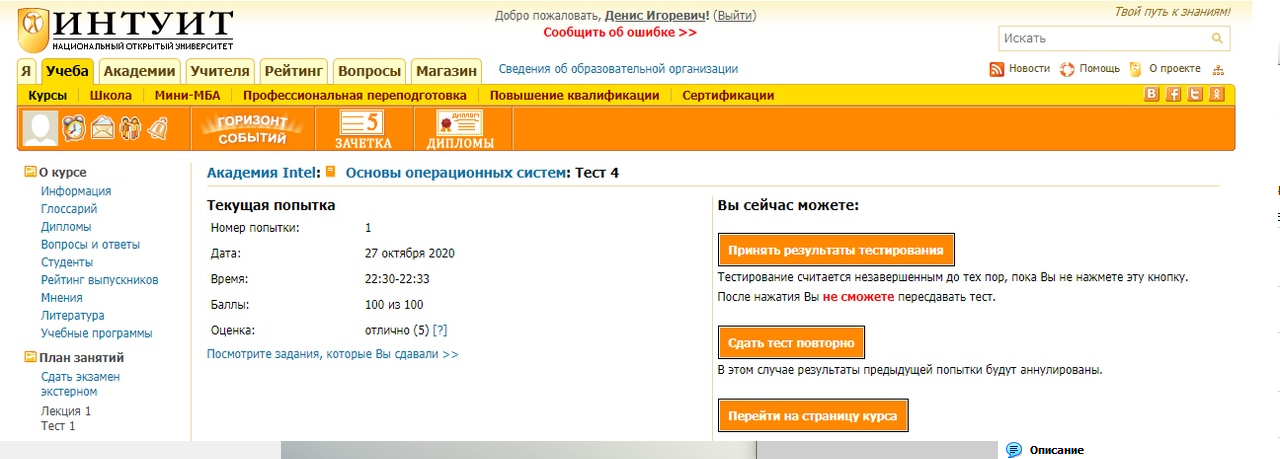 ИНТУИТ
НАЦИОНАЛЬНЫЙ ОТКРЫТЫЙ УНИВЕРСИТЕТ
Добро пожаловать, Денис Игоревич! (Выйти)
Сообщить об ошибке >>
Твой путь к знаниям!
Искать
Я Учеба Академии Учителя Рейтинг Вопросы Магазин Сведения об образовательной организации
Новости Помощь О проекте
Курсы Школа Мини-МБА Профессиональная переподготовка Повышение квалификации Сертификации
ГОРИЗОНТ СОБЫТИЙ
5
ЗАЧЕТКА
ДИПЛОМ
ДИПЛОМЫ
О курсе
Информация
Глоссарий
Дипломы
Вопросы и ответы
Студенты
Рейтинг выпускников
Мнения
Литература
Учебные программы
План занятий
Сдать экзамен
экстерном
Лекция 1
Тест 1
Академия Intel: Основы операционных систем: Тест 4
Текущая попытка
Номер попытки: 1
Дата: 27 октября 2020
Время: 22:30-22:33
Баллы: 100 из 100
Оценка: отлично (5) [?]
Посмотрите задания, которые Вы сдавали >>
Вы сейчас можете:
Принять результаты тестирования
Тестирование считается незавершенным до тех пор, пока Вы не нажмете эту кнопку.
После нажатия Вы не сможете пересдавать тест.
Сдать тест повторно
В этом случае результаты предыдущей попытки будут аннулированы.
Перейти на страницу курса
Описание